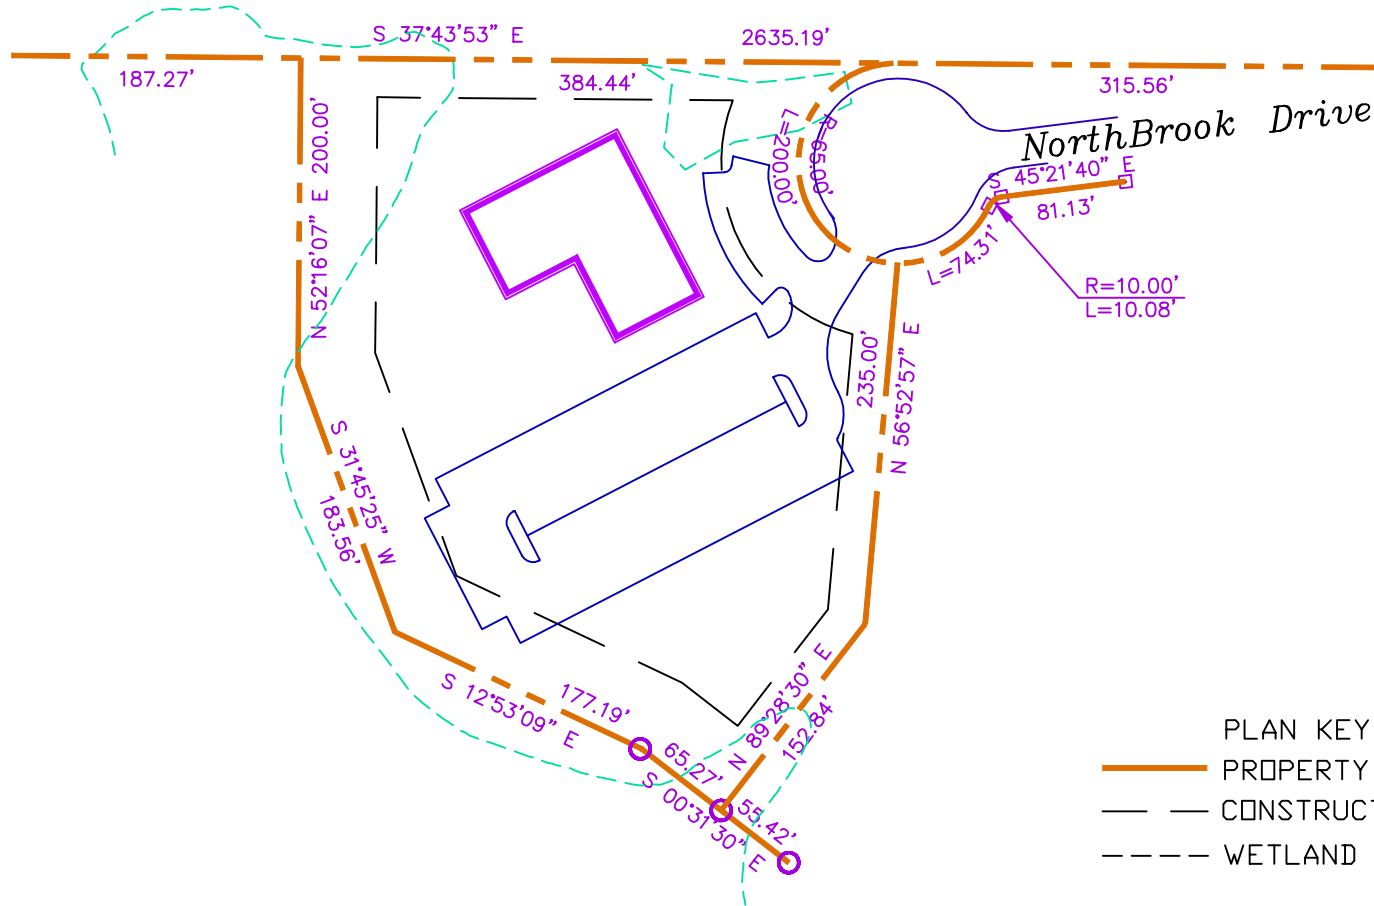 S 37°43'53" E
2635.19'
187.27'
384.44'
315.56'
NorthBrook Drive
N 52°16'07" E 200.00'
L=200.00'
R=65.00'
S 45°21'40" E
81.13'
L=74.31'
R=10.00'
L=10.08'
235.00'
N 56°52'57" E
S 31°45'25" W
183.56'
S 12°53'09" E
177.19'
N 89°28'30" E
152.84'
65.27'
S 00°31'30" E
55.42'
PLAN KEY
PROPERTY
CONSTRUCT
WETLAND